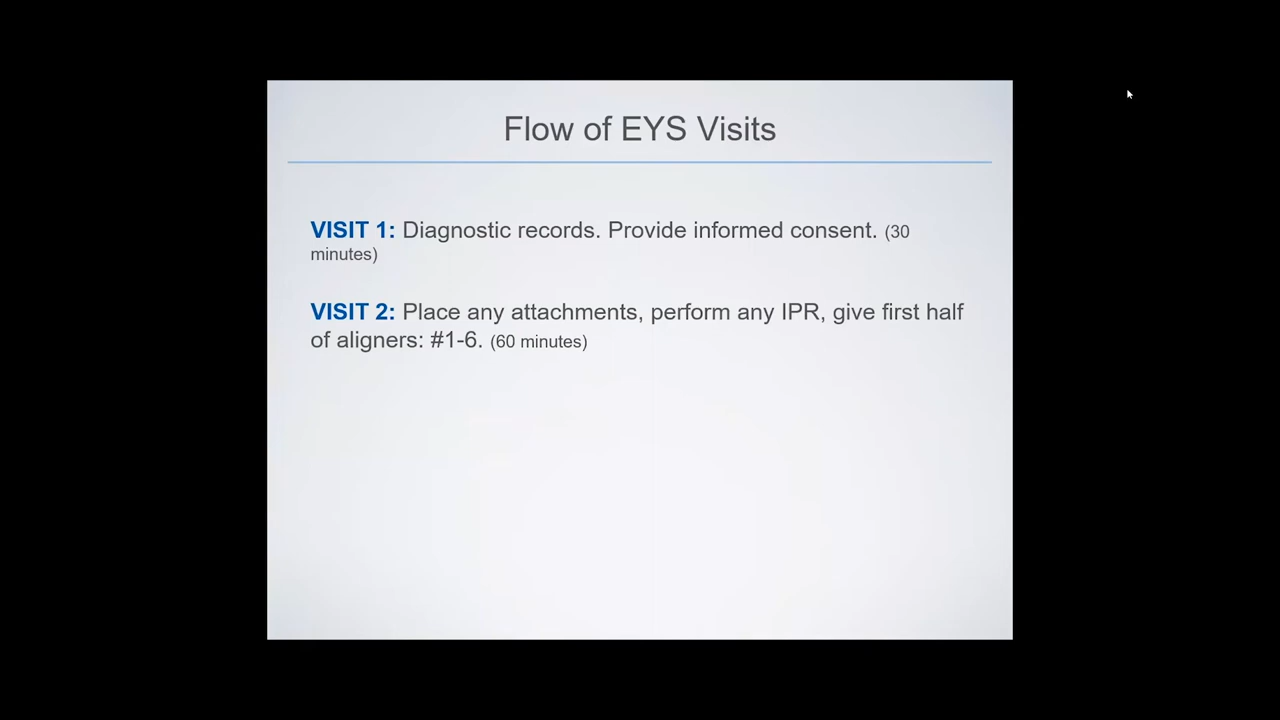 Flow of EYS Visits
VISIT 1: Diagnostic records. Provide informed consent. (30
minutes)
VISIT 2: Place any attachments, perform any IPR, give first half
of aligners: #1-6. (60 minutes)